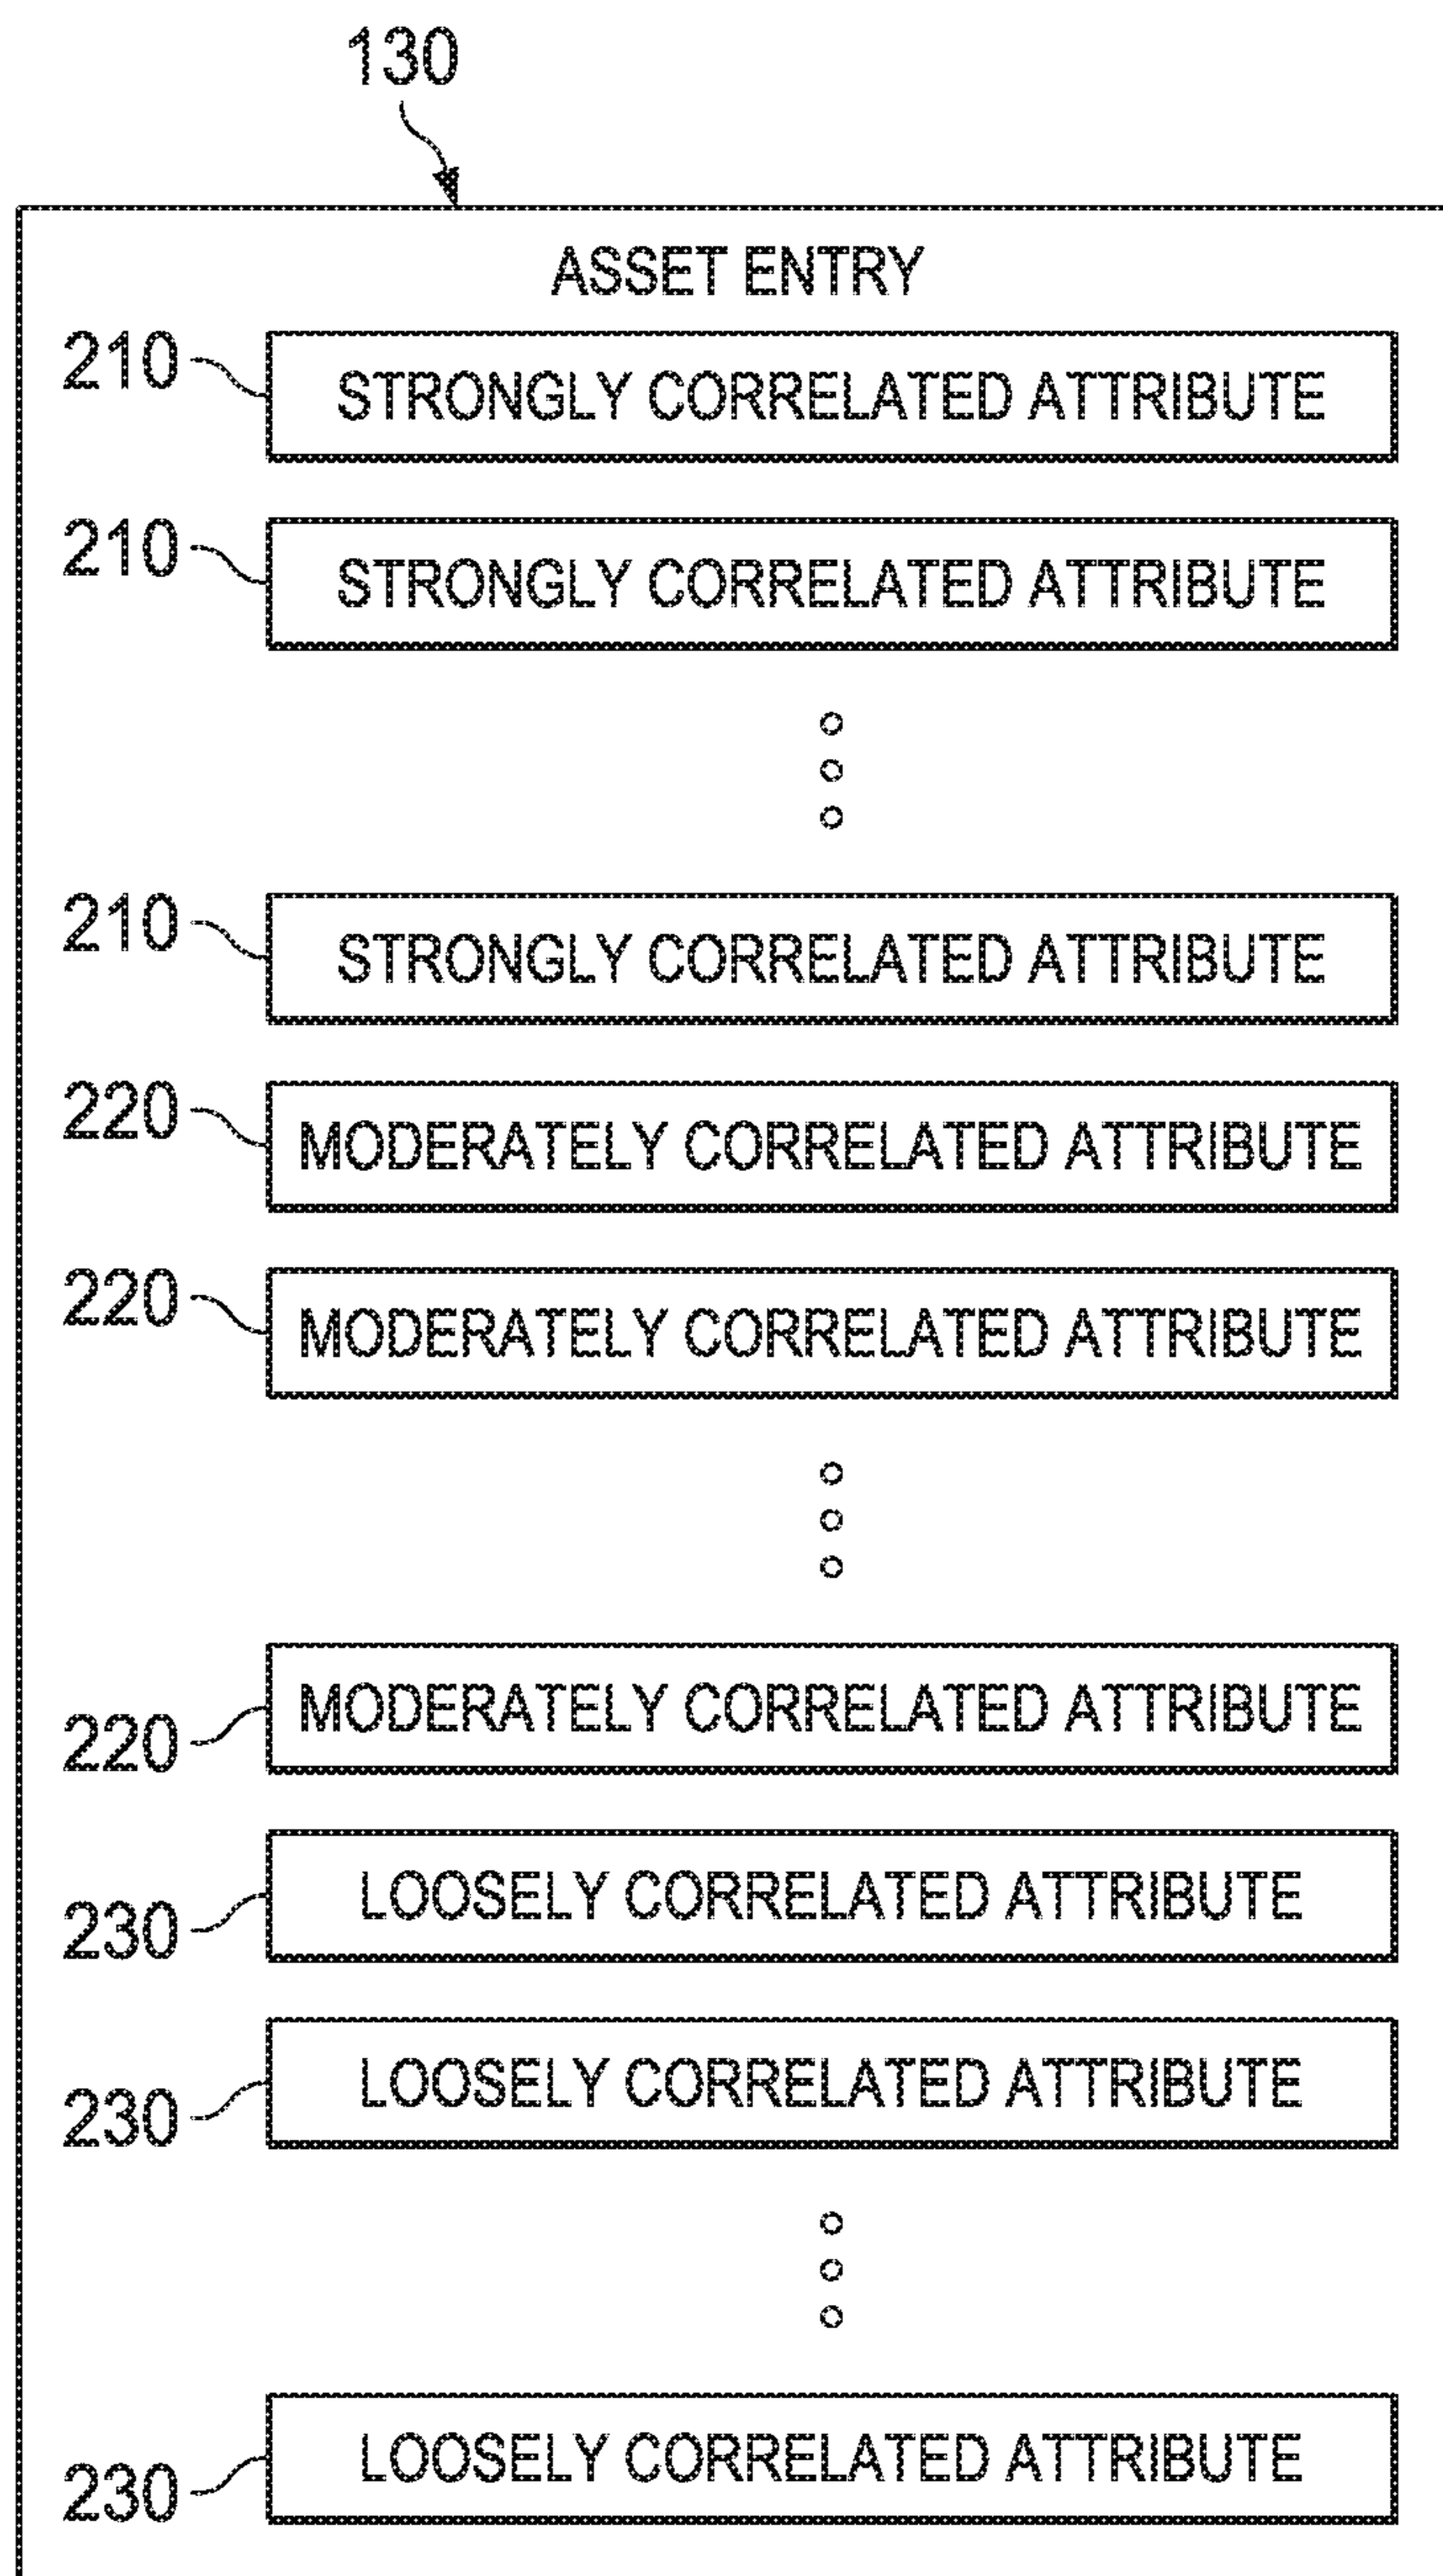 130
ASSET ENTRY
210 STRONGLY CORRELATED ATTRIBUTE
210 STRONGLY CORRELATED ATTRIBUTE
210 STRONGLY CORRELATED ATTRIBUTE
220 MODERATELY CORRELATED ATTRIBUTE
220 MODERATELY CORRELATED ATTRIBUTE
220 MODERATELY CORRELATED ATTRIBUTE
230 LOOSELY CORRELATED ATTRIBUTE
230 LOOSELY CORRELATED ATTRIBUTE
230 LOOSELY CORRELATED ATTRIBUTE